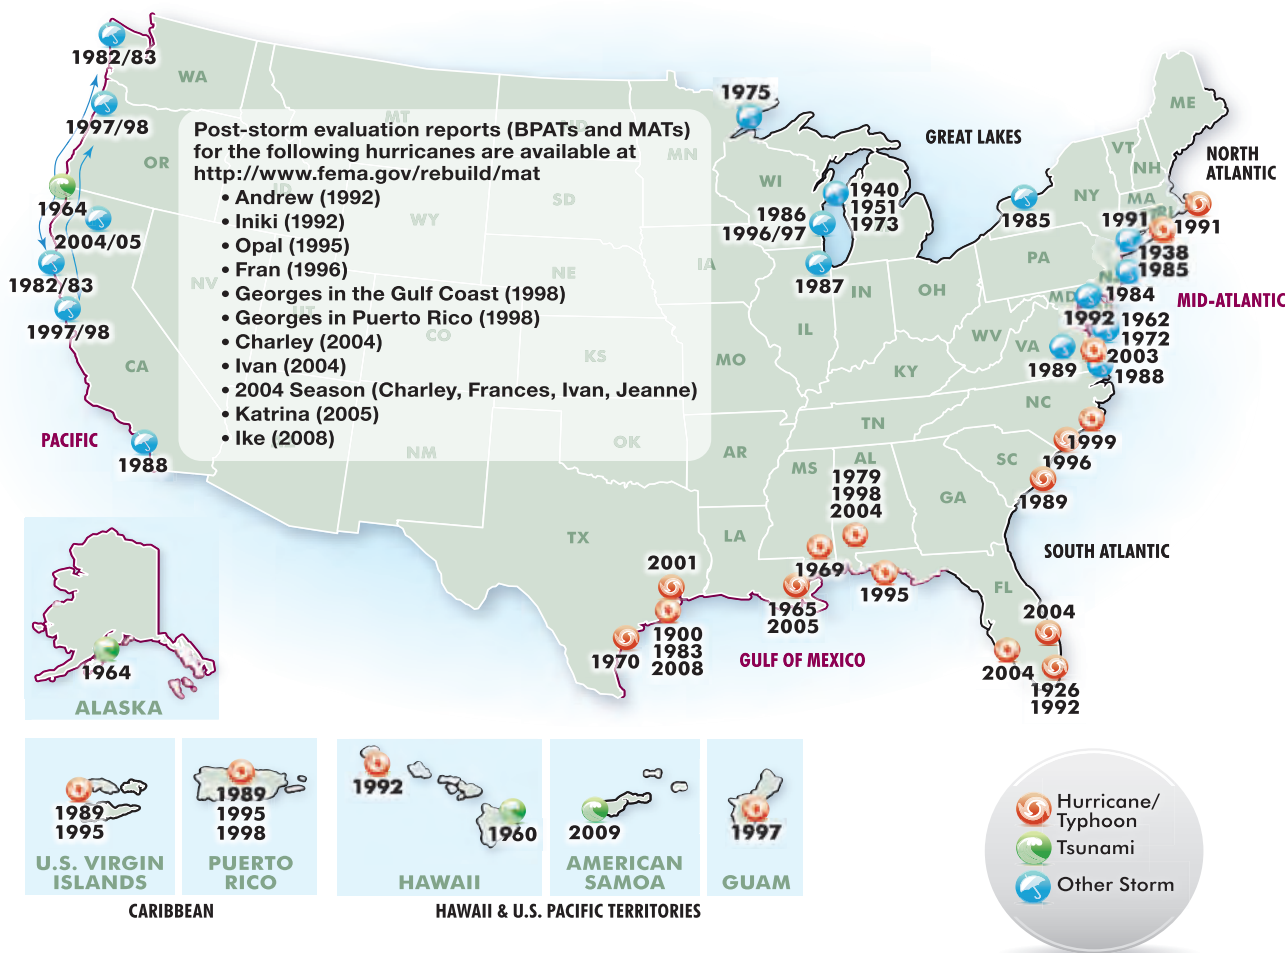 1982/83
WA
1997/98
OR
1964
2004/05
1982/83
1997/98
CA
NV
PACIFIC
1988
Post-storm evaluation reports (BPATs and MATs)
for the following hurricanes are available at
http://www.fema.gov/rebuild/mat
• Andrew (1992)
• Iniki (1992)
• Opal (1995)
• Fran (1996)
• Georges in the Gulf Coast (1998)
• Georges in Puerto Rico (1998)
• Charley (2004)
• Ivan (2004)
• 2004 Season (Charley, Frances, Ivan, Jeanne)
• Katrina (2005)
• Ike (2008)
MT
ND
ID
WY
SD
NE
UT
CO
KS
NM
OK
MN
1975
GREAT LAKES
WI
1940
1951
1973
1986
1996/97
1987
IA
IL
IN
OH
MO
KY
TN
AR
MS
AL
1979
1998
2004
GA
LA
TX
1985
NY
VT
NH
ME
MA
RI
NORTH
ATLANTIC
1991
1991
1938
1985
PA
NJ
1984
MD
1992
MID-ATLANTIC
1962
1972
WV
VA
1989
2003
1988
NC
1999
1996
SC
1989
SOUTH ATLANTIC
FL
2004
2004
1926
1992
1969
1995
1965
2005
2001
1900
1983
2008
1970
GULF OF MEXICO
1964
ALASKA
1989
1995
U.S. VIRGIN
ISLANDS
1989
1995
1998
PUERTO
RICO
CARIBBEAN
1992
1960
HAWAII
2009
AMERICAN
SAMOA
1997
GUAM
HAWAII & U.S. PACIFIC TERRITORIES
Hurricane/
Typhoon
Tsunami
Other Storm